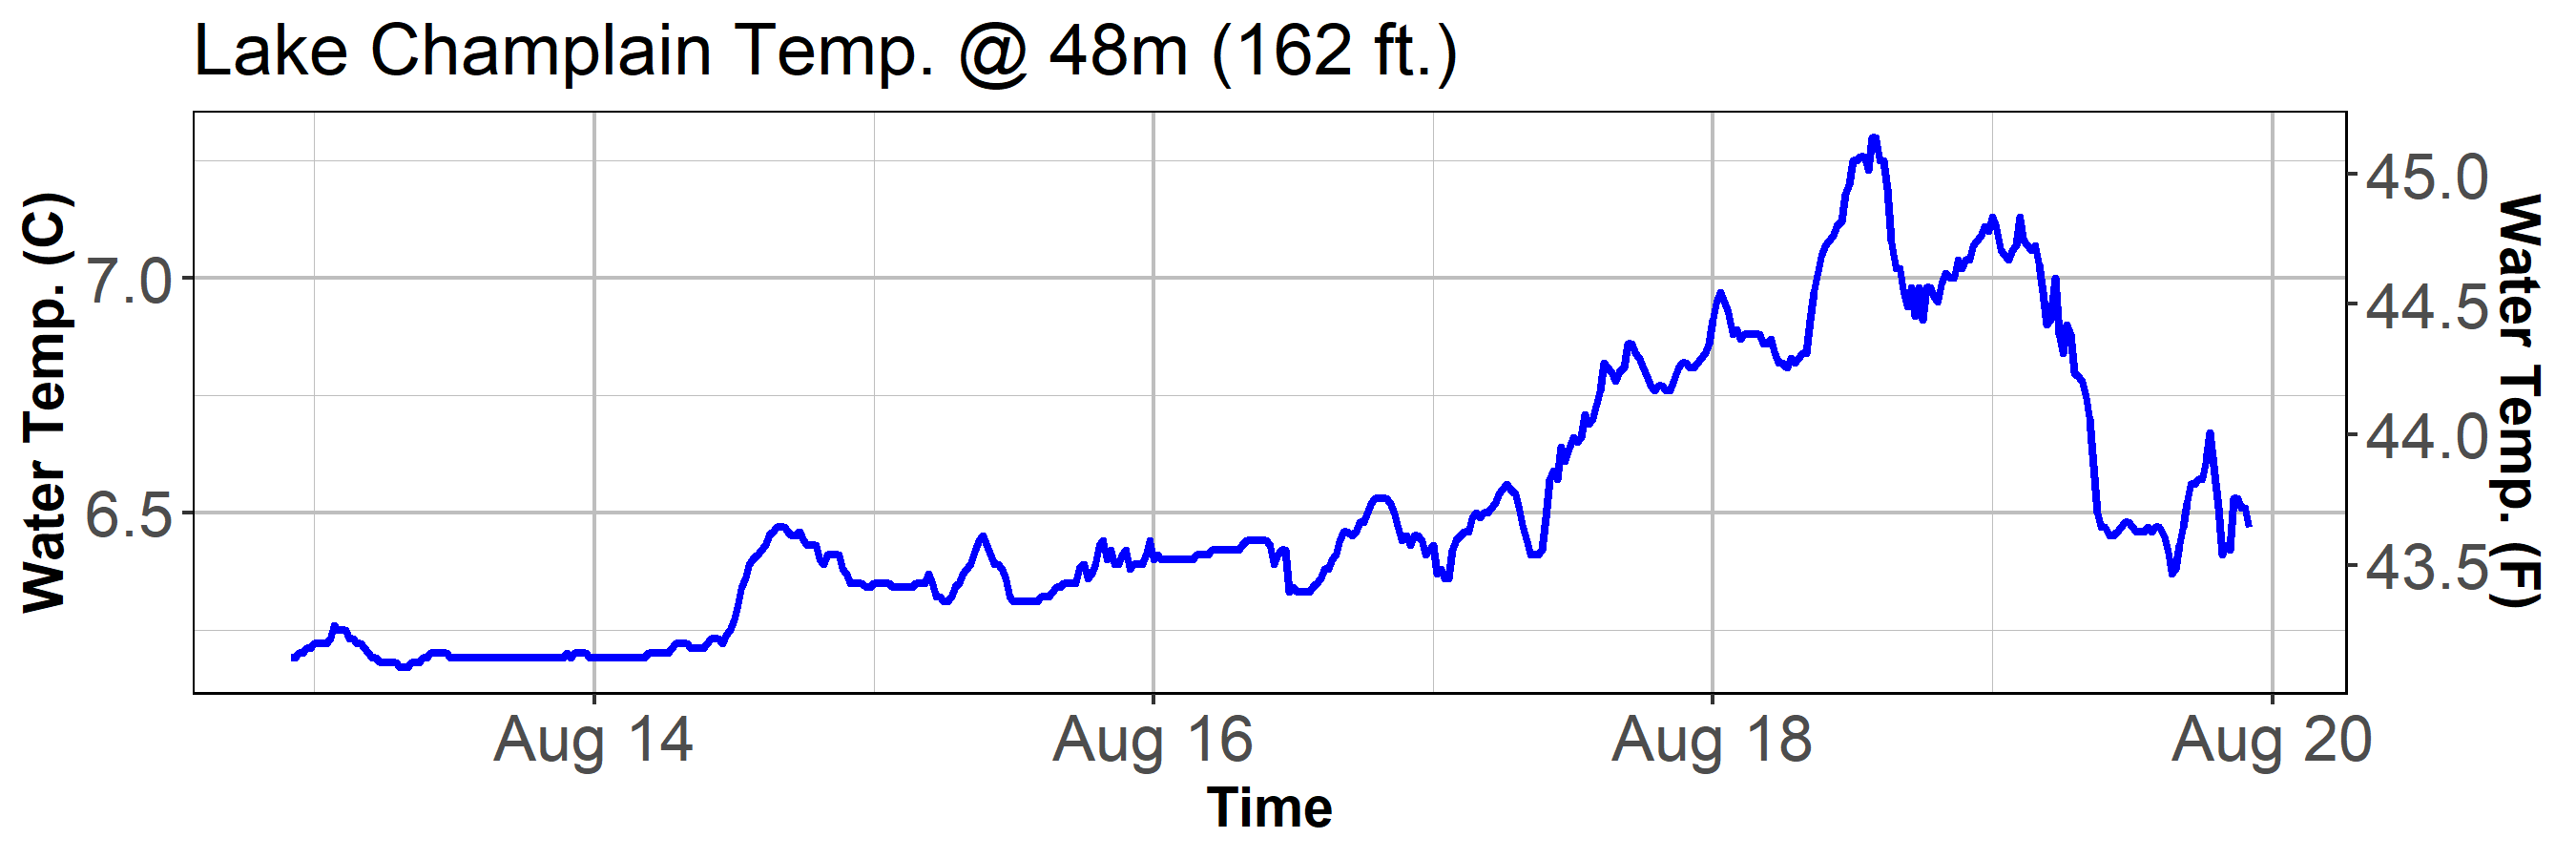 Lake Champlain Temp. @ 48m (162 ft.)
Water Temp. (C)
7.0
6.5
45.0
44.5
44.0
43.5
Water Temp. (F)
Aug 14
Aug 16
Aug 18
Aug 20
Time